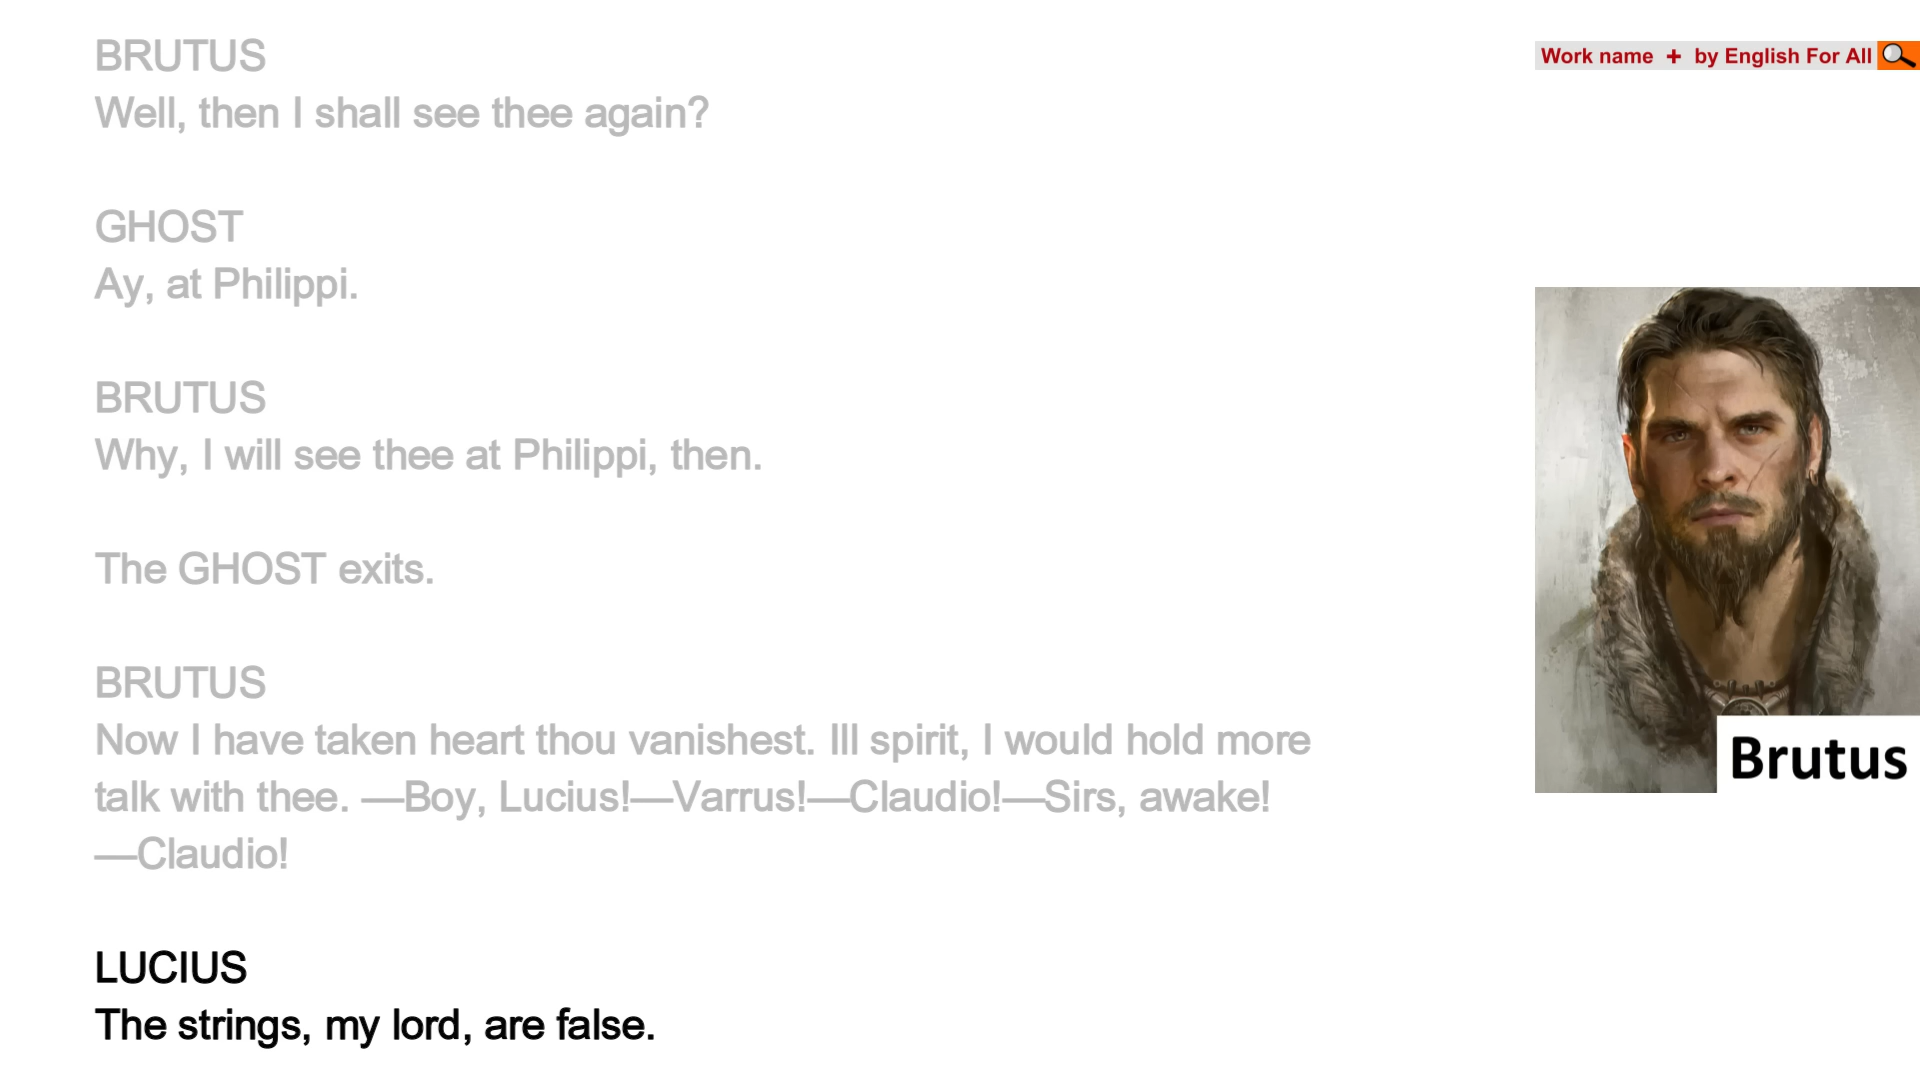 BRUTUS
Work name + by English For All
Well, then I shall see thee again?
GHOST
Ay, at Philippi.
BRUTUS
Why, I will see thee at Philippi, then.
The GHOST exits.
BRUTUS
Now I have taken heart thou vanishest. Ill spirit, I would hold more
talk with thee. —Boy, Lucius!—Varrus!—Claudio!—Sirs, awake!
—Claudio!
Brutus
LUCIUS
The strings, my lord, are false.